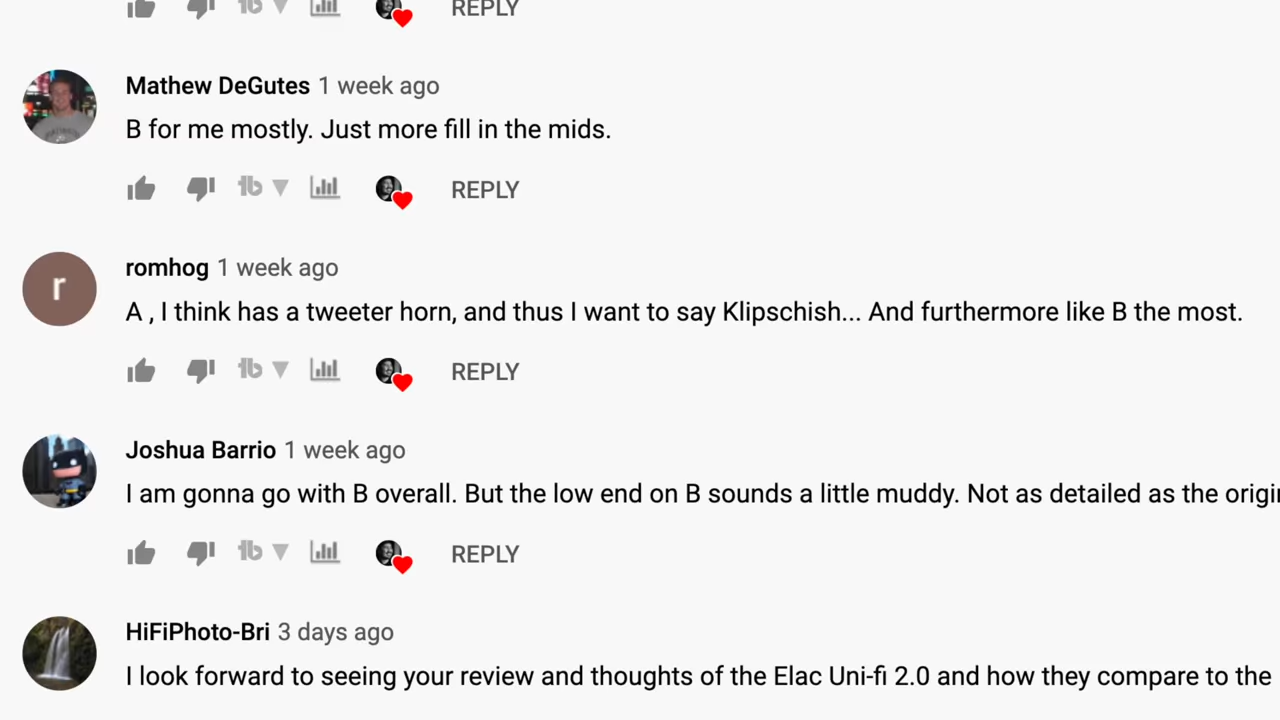 REPLY
Mathew DeGutes 1 week ago
B for me mostly. Just more fill in the mids.
REPLY
r
romhog 1 week ago
A , I think has a tweeter horn, and thus I want to say Klipschish... And furthermore like B the most.
REPLY
Joshua Barrio 1 week ago
I am gonna go with B overall. But the low end on B sounds a little muddy. Not as detailed as the
REPLY
HiFiPhoto-Bri 3 days ago
I look forward to seeing your review and thoughts of the Elac Uni-fi 2.0 and how they compare to the